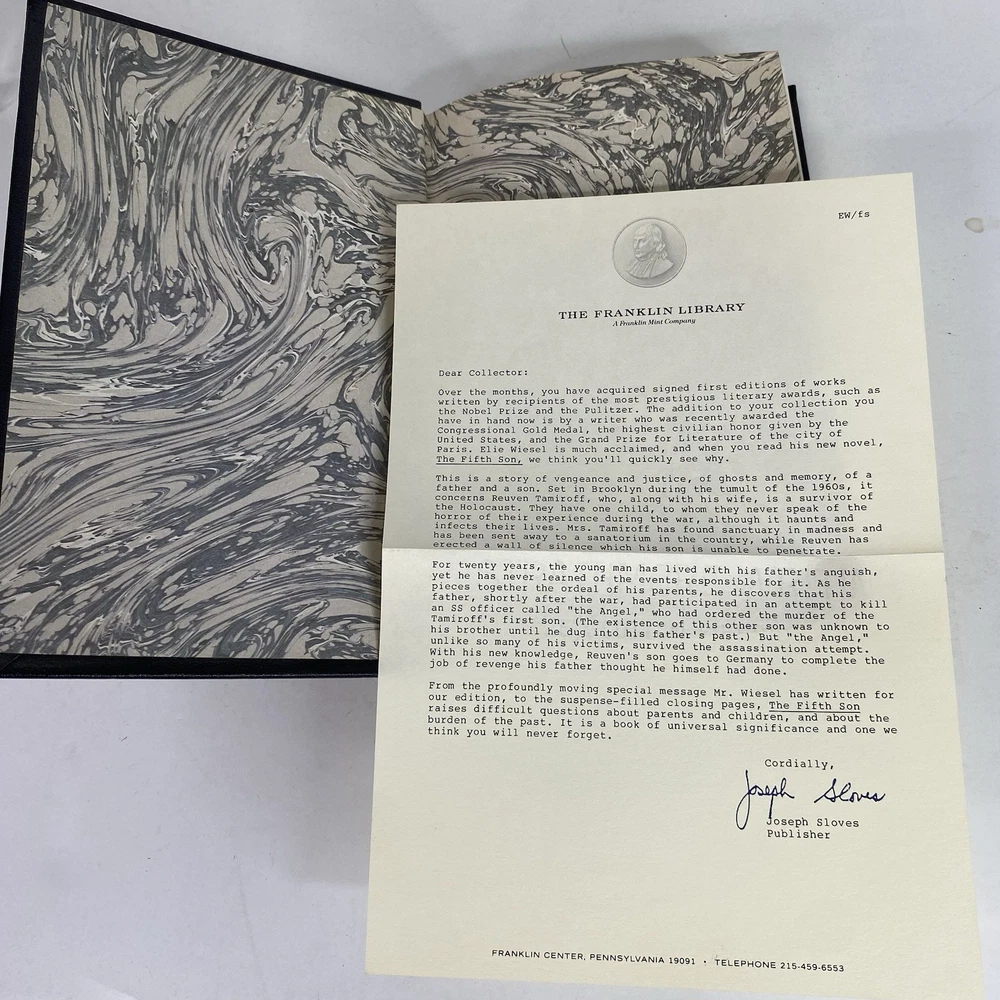 EW/fs
THE FRANKLIN LIBRARY
A Franklin Mint Company
Dear Collector:
Over the months, you have acquired signed first editions of works
written by recipients of the most prestigious literary awards, such as
the Nobel Prize and the Pulitzer. The addition to your collection you
have in hand now is by a writer who was recently awarded the
Congressional Gold Medal, the highest civilian honor given by the
United States, and the Grand Prize for Literature of the city of
Paris. Elie Wiesel is much acclaimed, and when you read his new novel,
The Fifth Son, we think you'll quickly see why.
This is a story of vengeance and justice, of ghosts and memory, of a
father and a son. Set in Brooklyn during the tumult of the 1960s, it
concerns Reuven Tamiroff, who, along with his wife, is a survivor of
the Holocaust. They have one child, to whom they never speak of the
horror of their experience during the war, although it haunts and
infects their lives. Mrs. Tamiroff has found sanctuary in madness and
has been sent away to a sanatorium in the country, while Reuven has
erected a wall of silence which his son is unable to penetrate.
For twenty years, the young man has lived with his father's anguish,
yet he has never learned of the events responsible for it. As he
pieces together the ordeal of his parents, he discovers that his
father, shortly after the war, had participated in an attempt to kill
an SS officer called "the Angel," who had ordered the murder of the
Tamiroff's first son. (The existence of this other son was unknown to
his brother until he dug into his father's past.) But "the Angel,"
unlike so many of his victims, survived the assassination attempt.
With his new knowledge, Reuven's son goes to Germany to complete the
job of revenge his father thought he himself had done.
From the profoundly moving special message Mr. Wiesel has written for
our edition, to the suspense-filled closing pages, The Fifth Son
raises difficult questions about parents and children, and about the
burden of the past. It is a book of universal significance and one we
think you will never forget.
Cordially,
Joseph Sloves
Joseph Sloves
Publisher
FRANKLIN CENTER, PENNSYLVANIA 19091 • TELEPHONE 215-459-6553